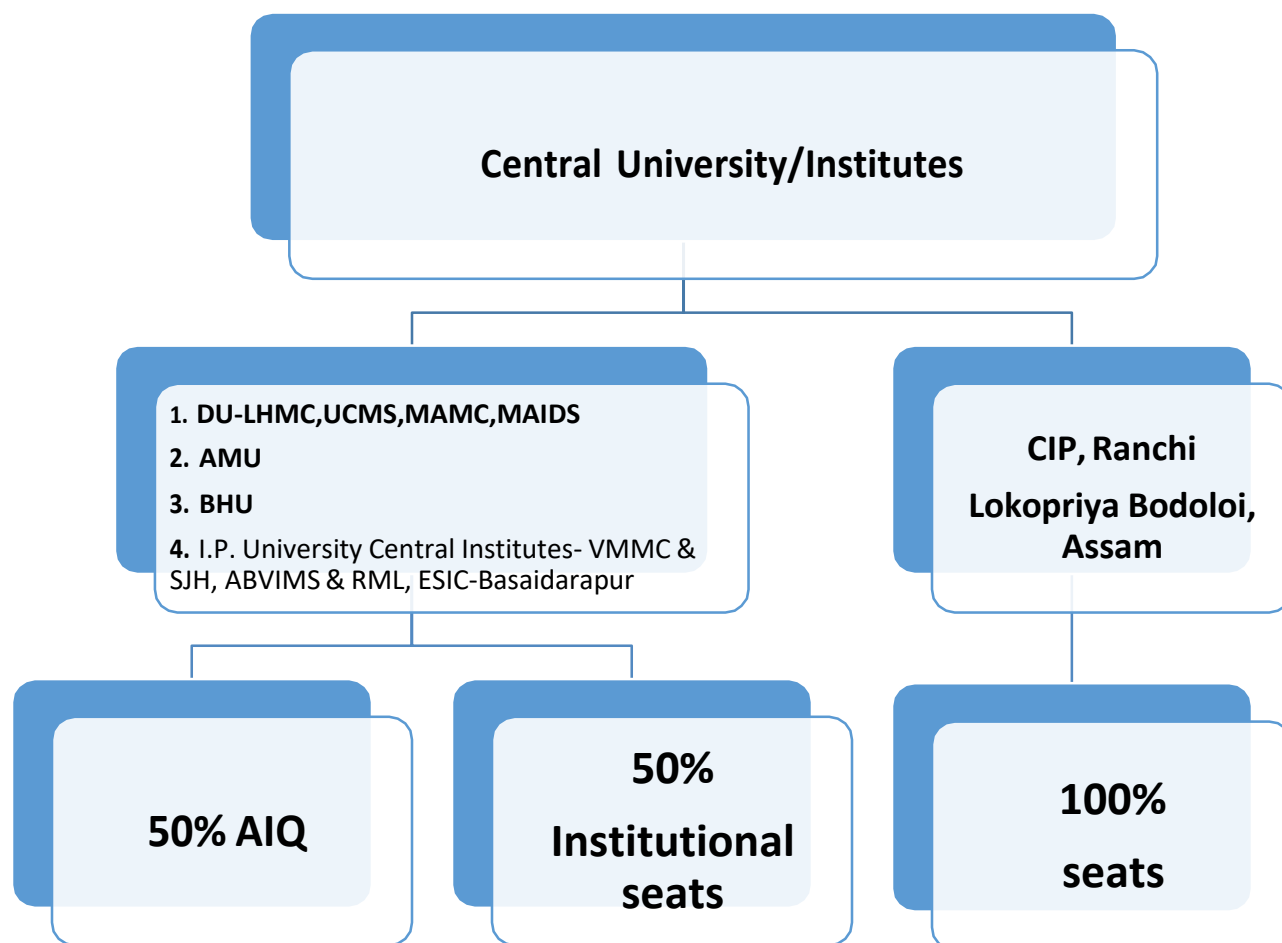 Central University/Institutes
1. DU-LHMC,UCMS,MAMC,MAIDS
2. AMU
3. BHU
4. I.P. University Central Institutes- VMMC &
SJH, ABVIMS & RML, ESIC-Basaidarapur
CIP, Ranchi
Lokopriya Bodoloi,
Assam
50% AIQ
50%
Institutional
seats
100%
seats